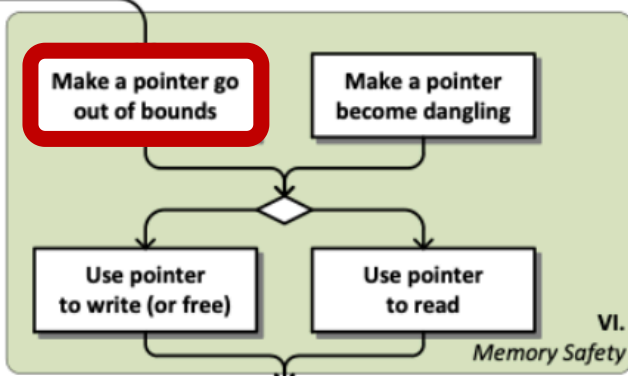 Make a pointer go
out of bounds
Make a pointer
become dangling
Use pointer
to write (or free)
Use pointer
to read
VI.
Memory Safety